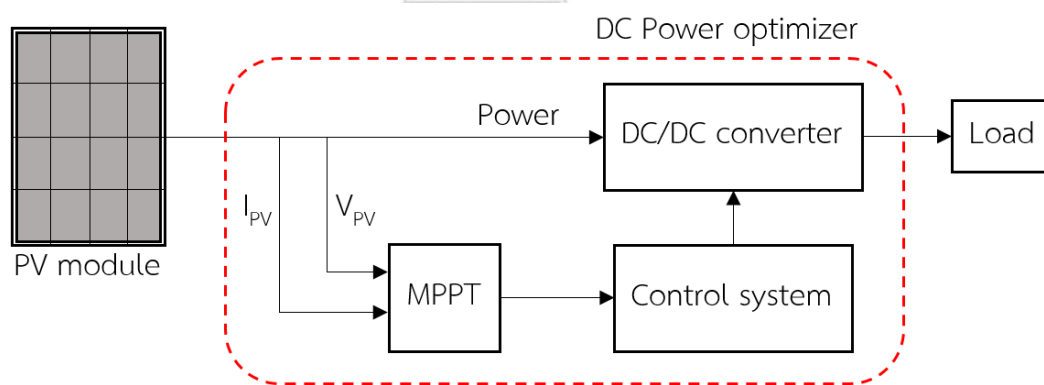 DC Power optimizer
Power
DC/DC converter
Load
I_PV
V_PV
PV module
MPPT
Control system